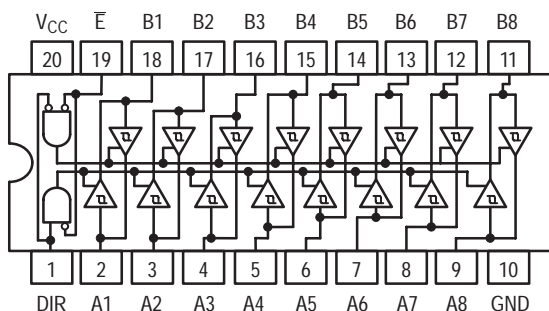 V_CC E̅ B1 B2 B3 B4 B5 B6 B7 B8
20 19 18 17 16 15 14 13 12 11
1 2 3 4 5 6 7 8 9 10
DIR A1 A2 A3 A4 A5 A6 A7 A8 GND